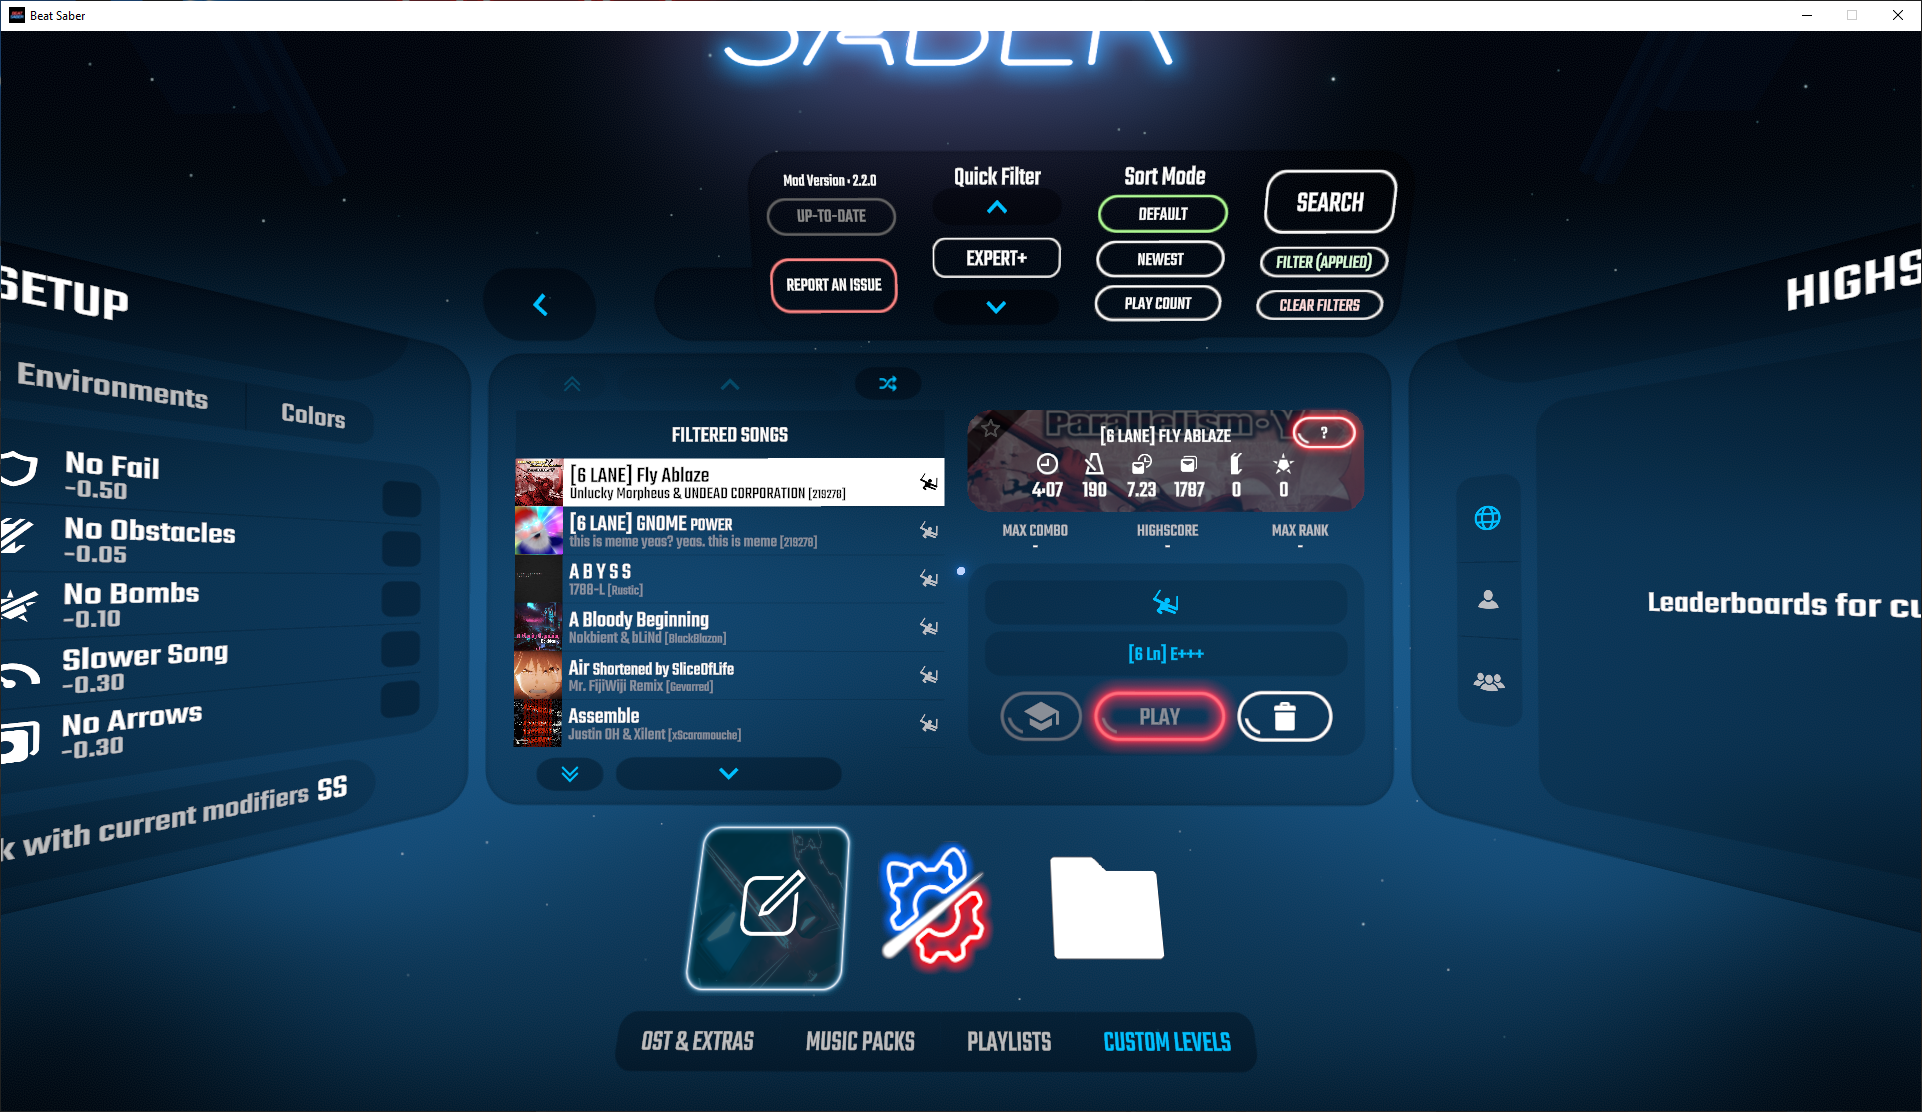 Beat Saber
SABER
Mod Version • 2.2.0
UP-TO-DATE
REPORT AN ISSUE
Quick Filter
EXPERT+
Sort Mode
DEFAULT
NEWEST
PLAY COUNT
SEARCH
FILTER (APPLIED)
CLEAR FILTERS
SETUP
Environments
Colors
No Fail
-0.50
No Obstacles
-0.05
No Bombs
-0.10
Slower Song
-0.30
No Arrows
-0.30
k with current modifiers SS
FILTERED SONGS
[6 LANE] Fly Ablaze
Unlucky Morpheus & UNDEAD CORPORATION [219278]
[6 LANE] GNOME POWER
this is meme yeas? yeas. this is meme [219278]
A B Y S S
1788-L [Rustic]
A Bloody Beginning
Nokbient & bLiNd [BlackBlazon]
Air Shortened by SliceOfLife
Mr. FijiWiji Remix [Gevarred]
Assemble
Justin OH & Xilent [xScaramouche]
Parallelism・Y
[6 LANE] FLY ABLAZE
?
4:07
190
7.23
1787
0
0
MAX COMBO
-
HIGHSCORE
-
MAX RANK
-
[6 Ln] E+++
PLAY
HIGHS
Leaderboards for cu
OST & EXTRAS
MUSIC PACKS
PLAYLISTS
CUSTOM LEVELS